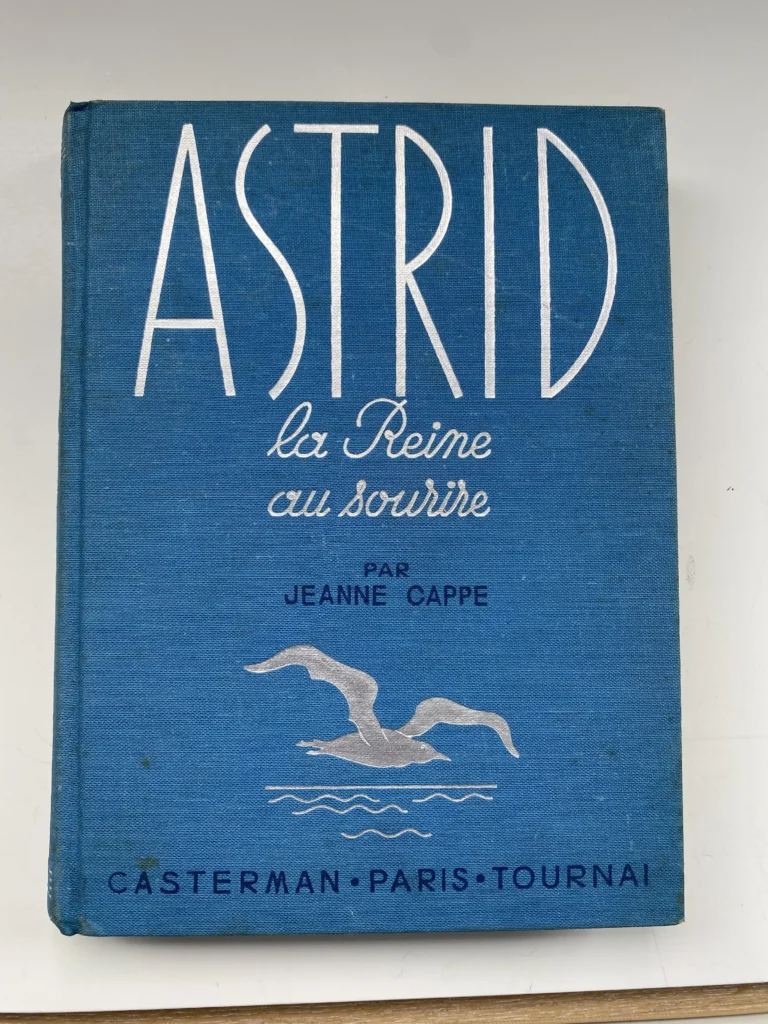 ASTRID
la Reine
au sourire
PAR
JEANNE CAPPE
CASTERMAN • PARIS • TOURNAI